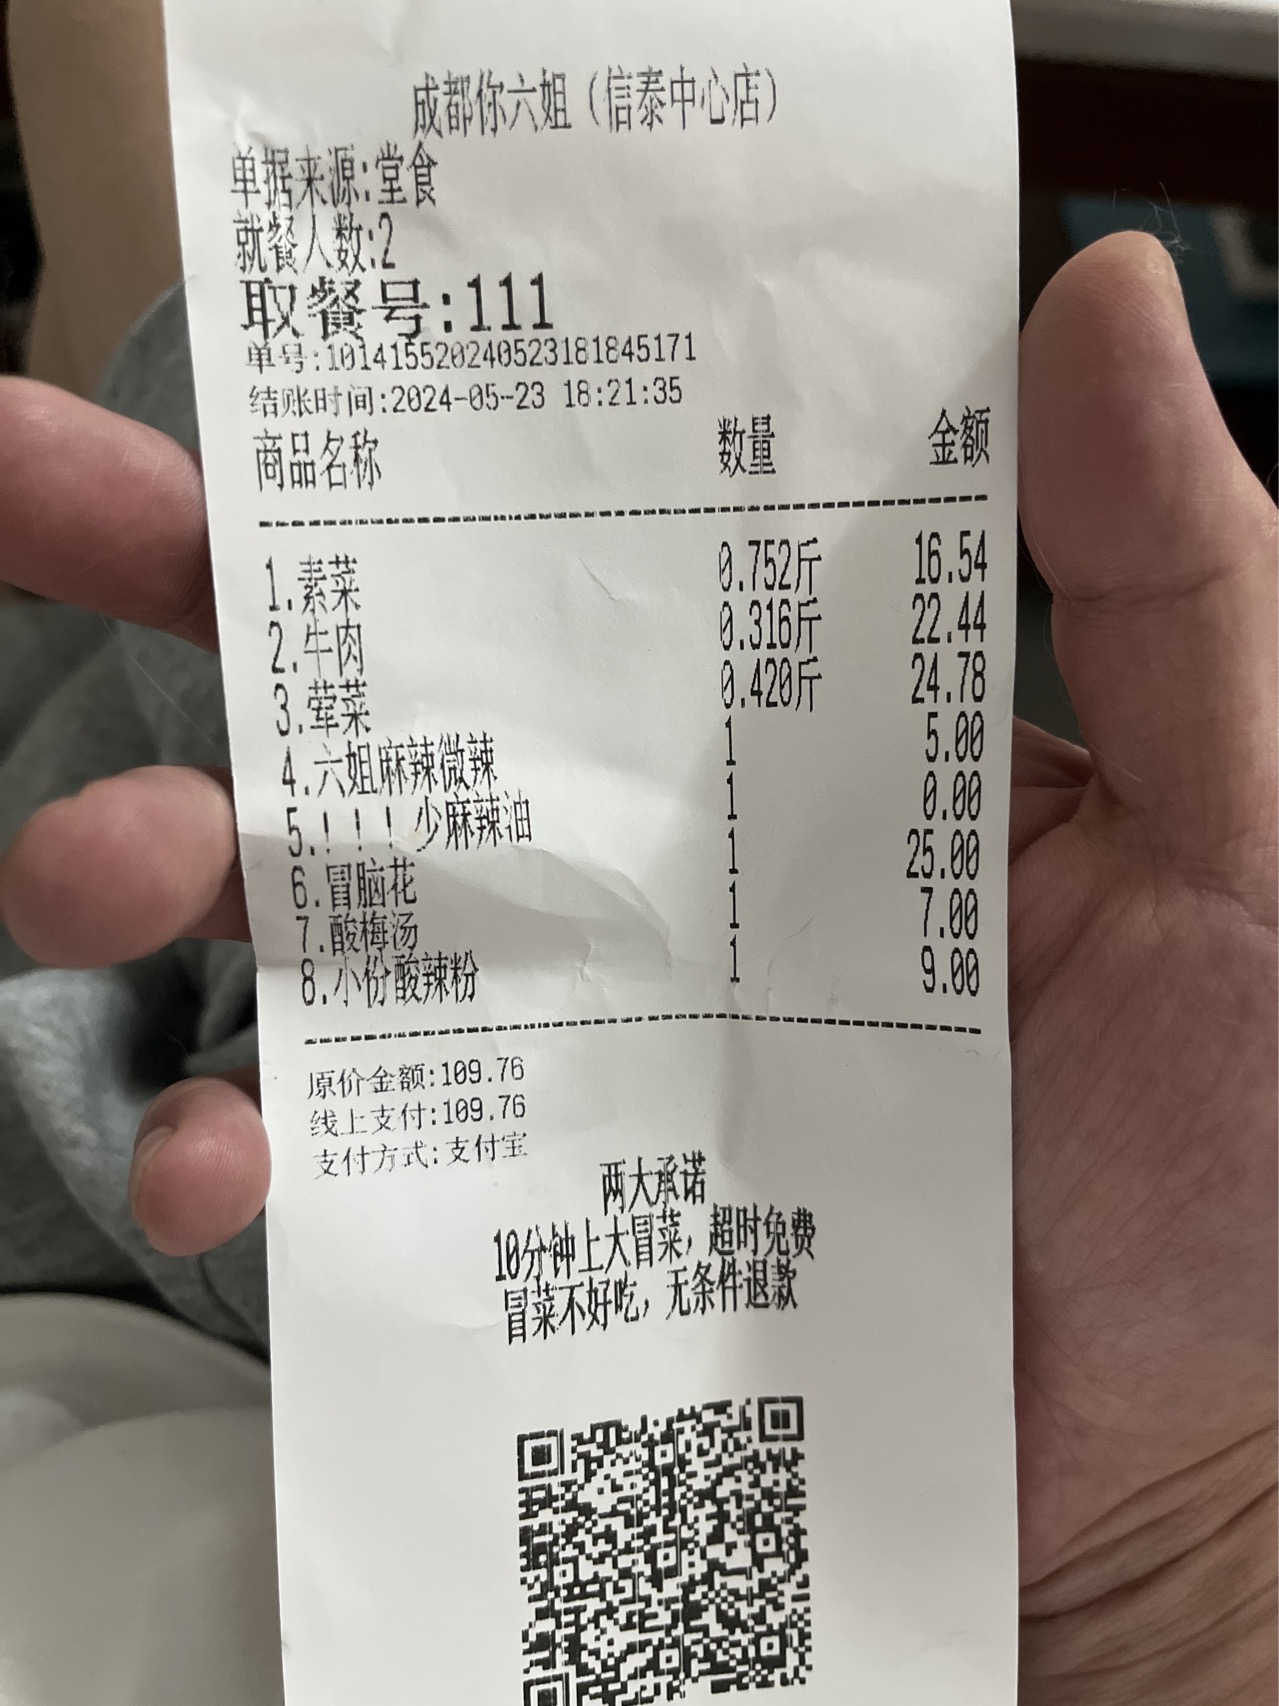 成都你六姐（信泰中心店）
单据来源:堂食
就餐人数:2
取餐号:111
单号:101415520240523181845171
结账时间:2024-05-23 18:21:35
商品名称 数量 金额
1.素菜 0.752斤 16.54
2.牛肉 0.316斤 22.44
3.荤菜 0.420斤 24.78
4.六姐麻辣微辣 1 5.00
5.！！！少麻辣油 1 0.00
6.冒脑花 1 25.00
7.酸梅汤 1 7.00
8.小份酸辣粉 1 9.00
原价金额:109.76
线上支付:109.76
支付方式:支付宝
两大承诺
10分钟上大冒菜，超时免费
冒菜不好吃，无条件退款